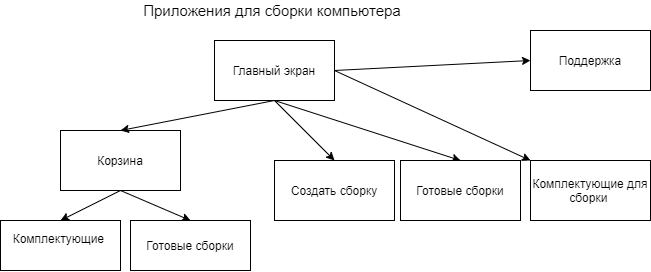 Приложения для сборки компьютера
Главный экран
Поддержка
Корзина
Создать сборку
Готовые сборки
Комплектующие для
сборки
Комплектующие
Готовые сборки